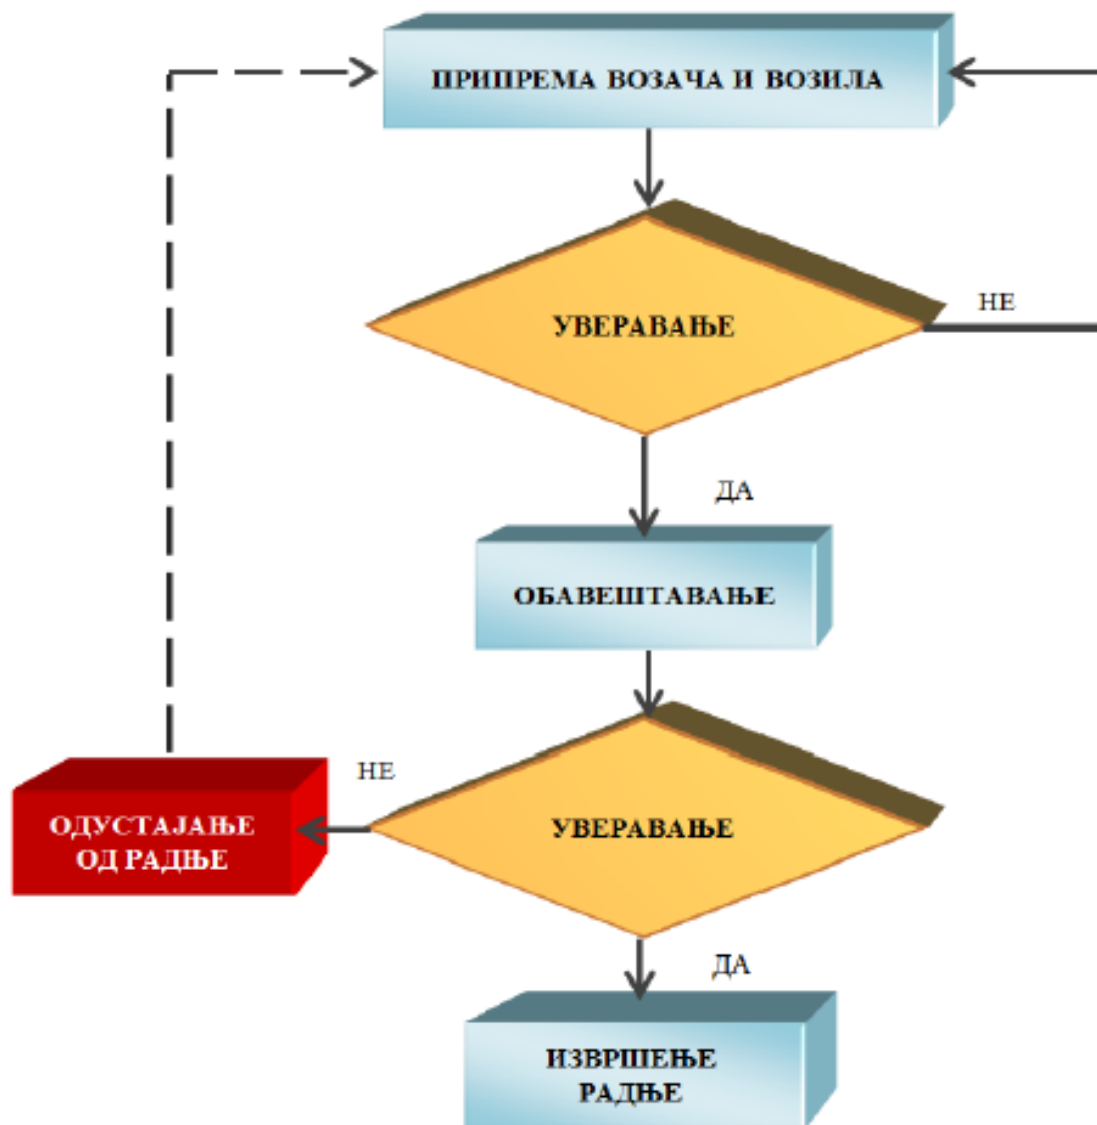 ПРИПРЕМА ВОЗАЧА И ВОЗИЛА
УВЕРАВАЊЕ
НЕ
ДА
ОБАВЕШТАВАЊЕ
НЕ
УВЕРАВАЊЕ
ОДУСТАЈАЊЕ
ОД РАДЊЕ
ДА
ИЗВРШЕЊЕ
РАДЊЕ